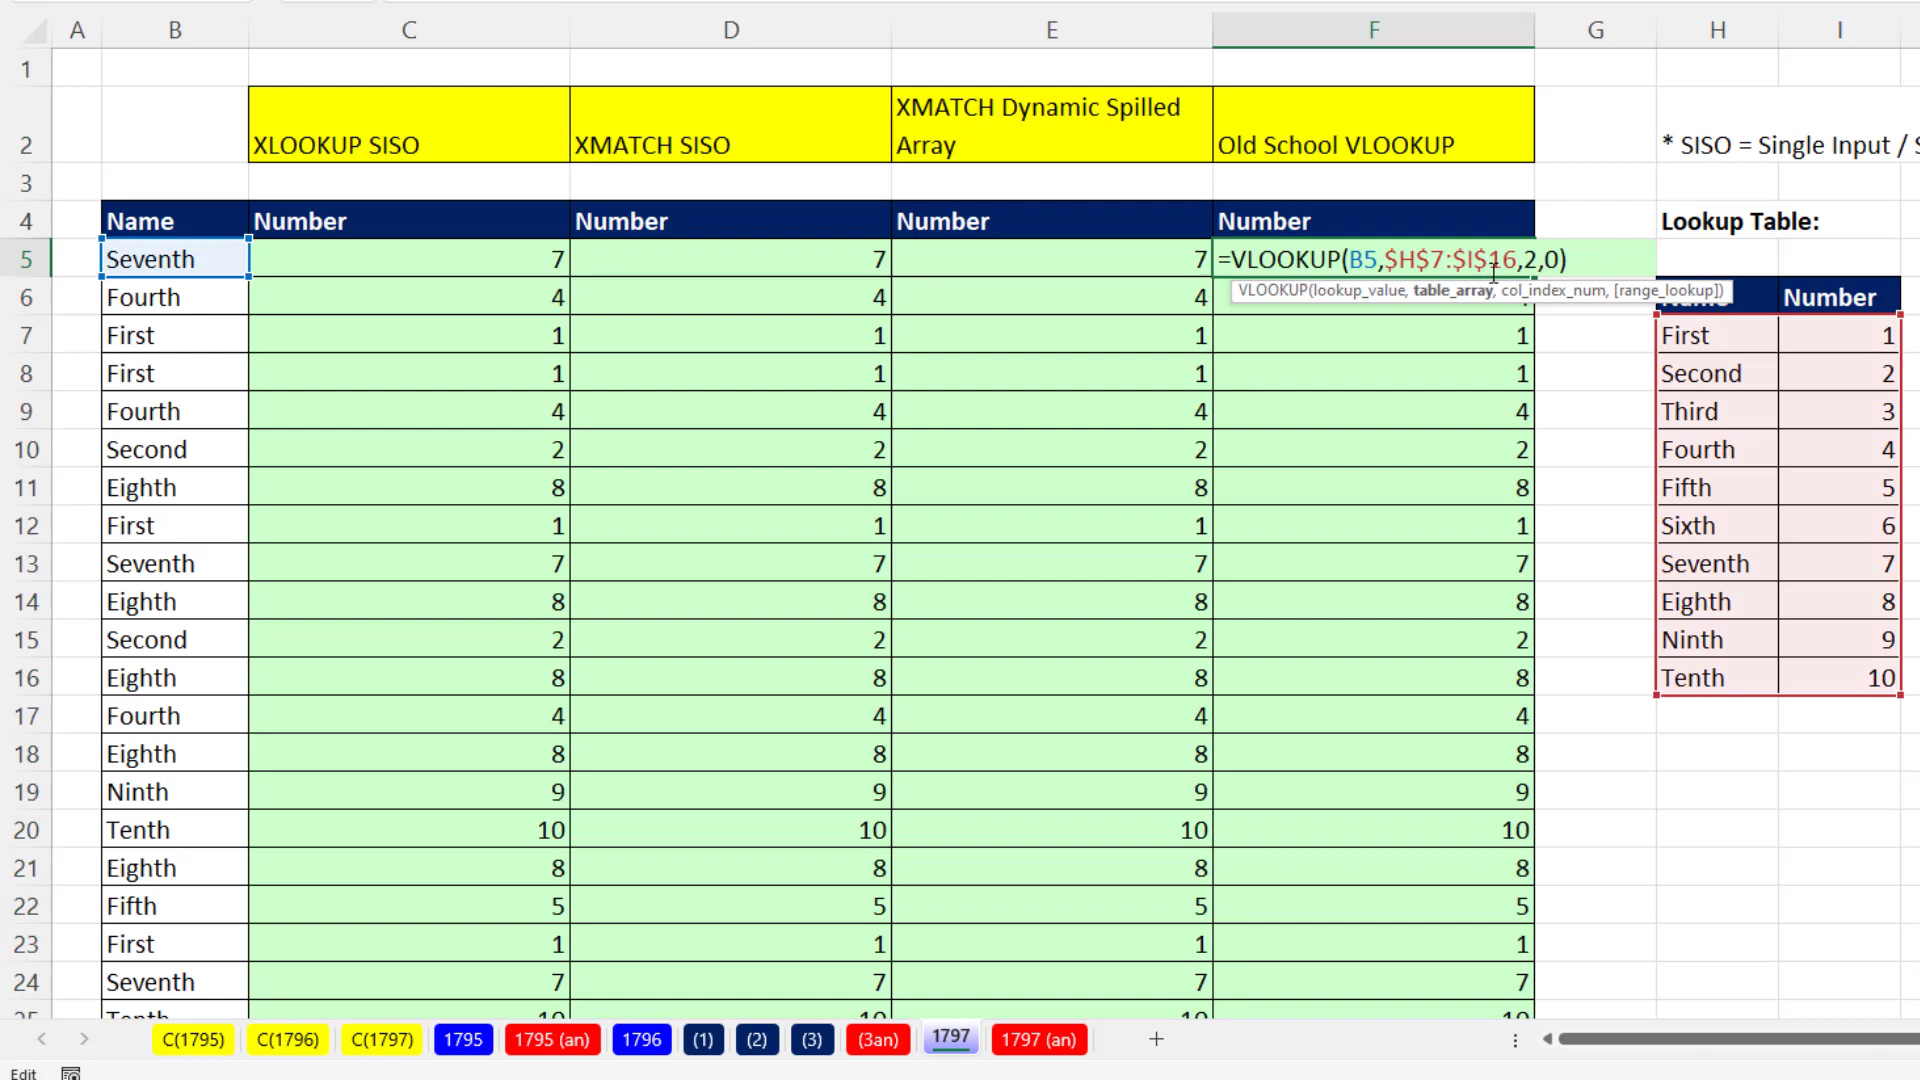 A B C D E F G H I
1
XMATCH Dynamic Spilled
2 XLOOKUP SISO XMATCH SISO Array Old School VLOOKUP * SISO = Single Input /
3
4 Name Number Number Number Number Lookup Table:
5 Seventh 7 7 7 =VLOOKUP(B5,$H$7:$I$16,2,0)
VLOOKUP(lookup_value, table_array, col_index_num, [range_lookup])
6 Fourth 4 4 4 Name Number
7 First 1 1 1 1 First 1
8 First 1 1 1 1 Second 2
9 Fourth 4 4 4 4 Third 3
10 Second 2 2 2 2 Fourth 4
11 Eighth 8 8 8 8 Fifth 5
12 First 1 1 1 1 Sixth 6
13 Seventh 7 7 7 7 Seventh 7
14 Eighth 8 8 8 8 Eighth 8
15 Second 2 2 2 2 Ninth 9
16 Eighth 8 8 8 8 Tenth 10
17 Fourth 4 4 4 4
18 Eighth 8 8 8 8
19 Ninth 9 9 9 9
20 Tenth 10 10 10 10
21 Eighth 8 8 8 8
22 Fifth 5 5 5 5
23 First 1 1 1 1
24 Seventh 7 7 7 7
25 Tenth 10 10 10 10
C(1795) C(1796) C(1797) 1795 1795 (an) 1796 (1) (2) (3) (3an) 1797 1797 (an)
Edit